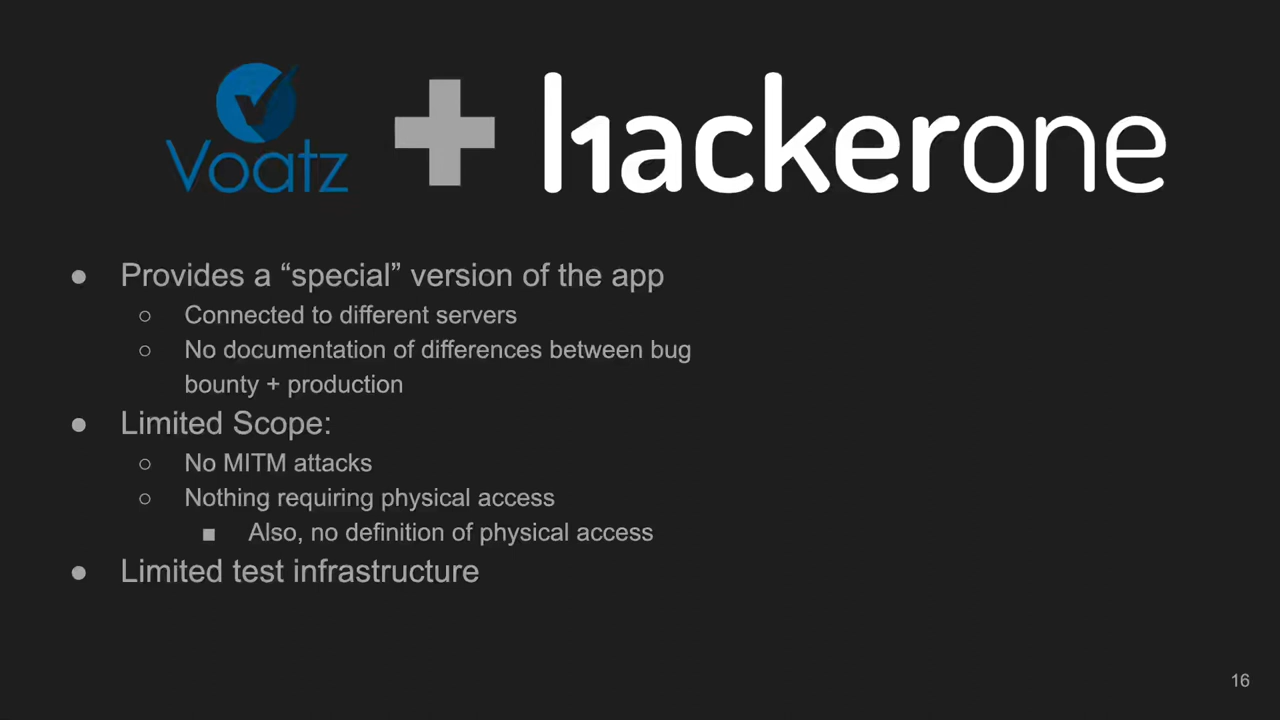 Voatz + hackerone
● Provides a “special” version of the app
○ Connected to different servers
○ No documentation of differences between bug
bounty + production
● Limited Scope:
○ No MITM attacks
○ Nothing requiring physical access
■ Also, no definition of physical access
● Limited test infrastructure
16